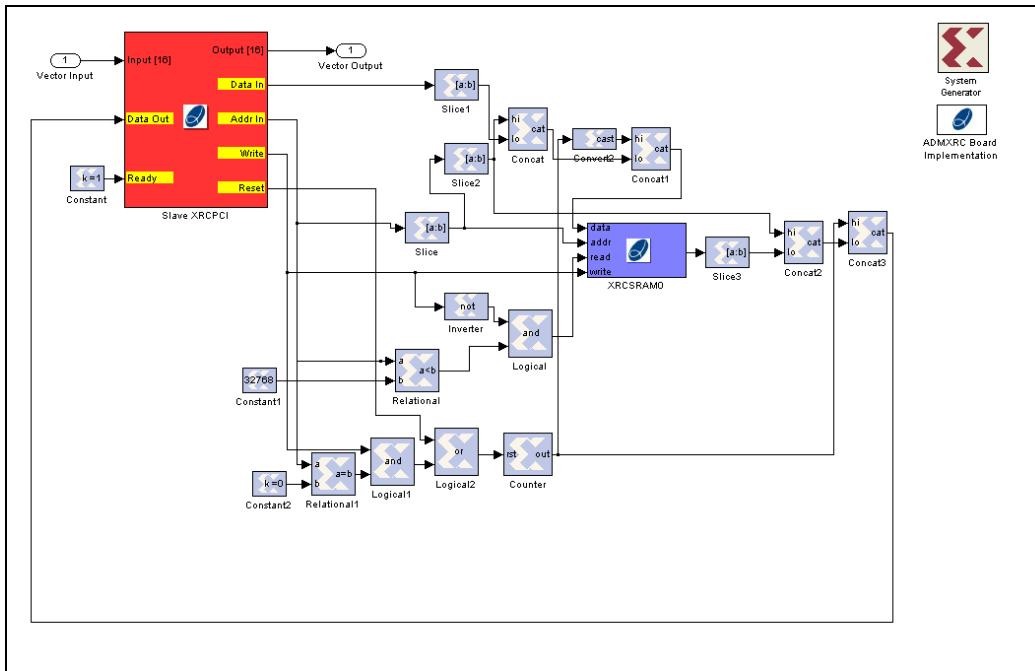 1
Vector Input
Input [16]
Output [16]
1
Vector Output
Data In
Data Out
Addr In
Write
Ready
Reset
k =1
Constant
Slave XRCPCI
[a:b]
Slice1
[a:b]
Slice2
[a:b]
Slice
hi
lo
cat
Concat
cast
Convert2
hi
lo
cat
Concat1
data
addr
read
write
XRCSRAM0
[a:b]
Slice3
hi
lo
cat
Concat2
hi
lo
cat
Concat3
System
Generator
ADMXRC Board
Implementation
not
Inverter
and
Logical
32768
Constant1
a
b
a<b
Relational
k =0
Constant2
a
b
a=b
Relational1
and
Logical1
or
Logical2
rst
out
Counter